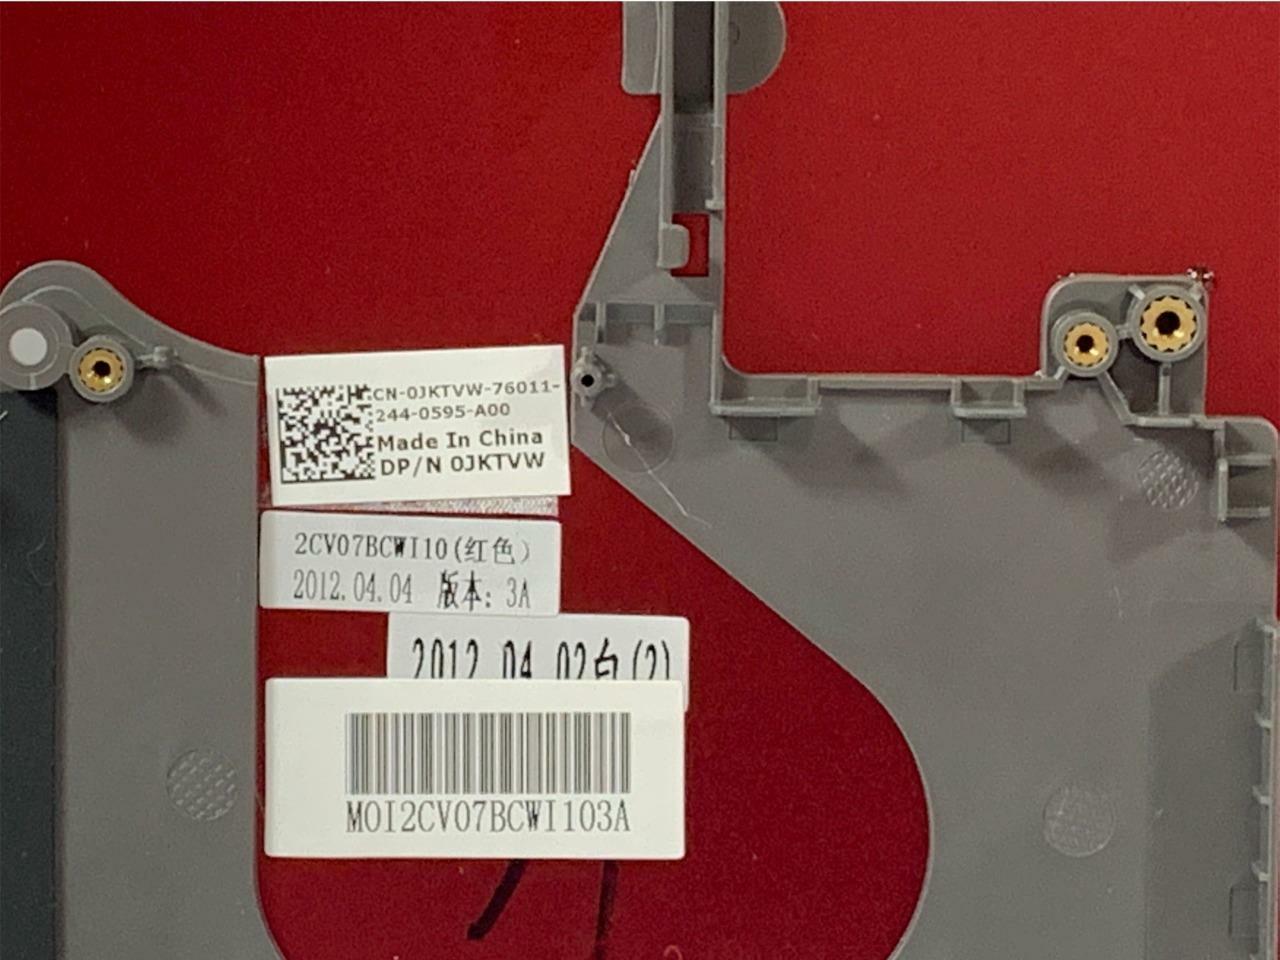 CN-0JKTVW-76011-
244-0595-A00
Made In China
DP/N 0JKTVW
2CV07BCWI10(红色)
2012.04.04 版本: 3A
2012 04 02白(2)
MOI2CV07BCWI103A